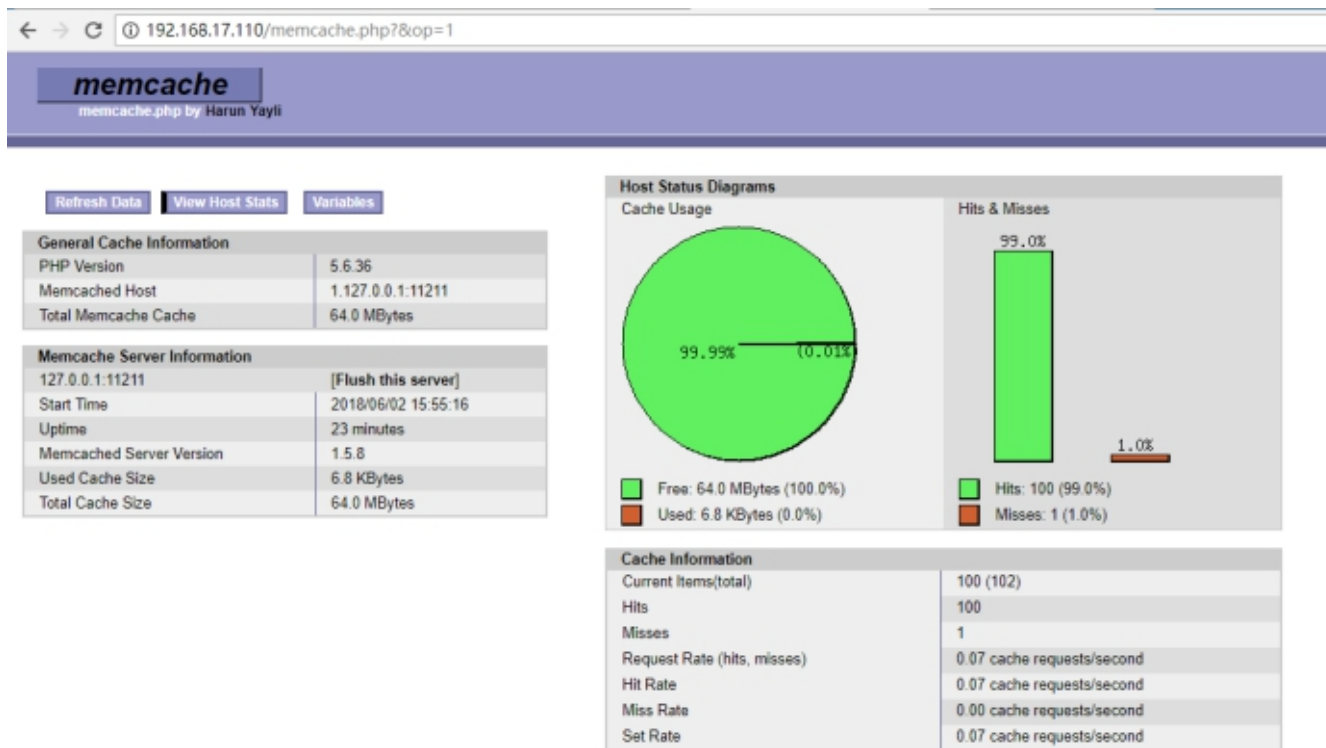 192.168.17.110/memcache.php?&op=1
memcache
memcache.php by Harun Yayli
Refresh Data View Host Stats Variables
General Cache Information
PHP Version 5.6.36
Memcached Host 1.127.0.0.1:11211
Total Memcache Cache 64.0 MBytes
Memcache Server Information
127.0.0.1:11211 [Flush this server]
Start Time 2018/06/02 15:55:16
Uptime 23 minutes
Memcached Server Version 1.5.8
Used Cache Size 6.8 KBytes
Total Cache Size 64.0 MBytes
Host Status Diagrams
Cache Usage Hits & Misses
99.0%
99.99% (0.01%)
1.0%
Free: 64.0 MBytes (100.0%) Hits: 100 (99.0%)
Used: 6.8 KBytes (0.0%) Misses: 1 (1.0%)
Cache Information
Current Items(total) 100 (102)
Hits 100
Misses 1
Request Rate (hits, misses) 0.07 cache requests/second
Hit Rate 0.07 cache requests/second
Miss Rate 0.00 cache requests/second
Set Rate 0.07 cache requests/second